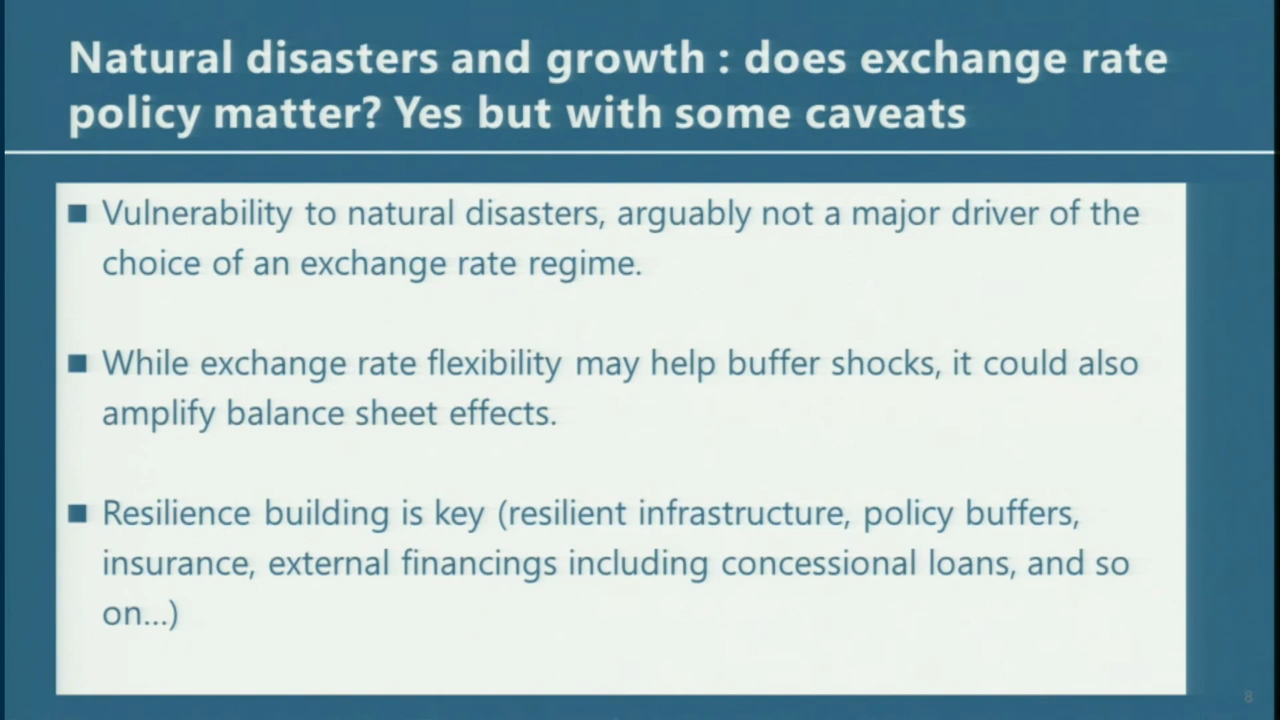 Natural disasters and growth : does exchange rate
policy matter? Yes but with some caveats
■ Vulnerability to natural disasters, arguably not a major driver of the
choice of an exchange rate regime.
■ While exchange rate flexibility may help buffer shocks, it could also
amplify balance sheet effects.
■ Resilience building is key (resilient infrastructure, policy buffers,
insurance, external financings including concessional loans, and so
on...)
8